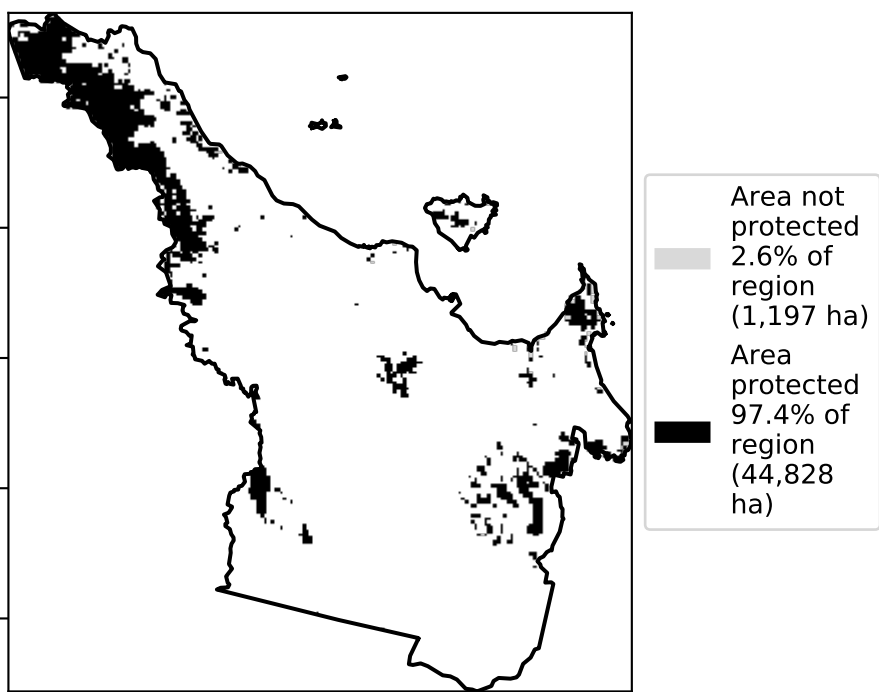 Area not
protected
2.6% of
region
(1,197 ha)
Area
protected
97.4% of
region
(44,828
ha)